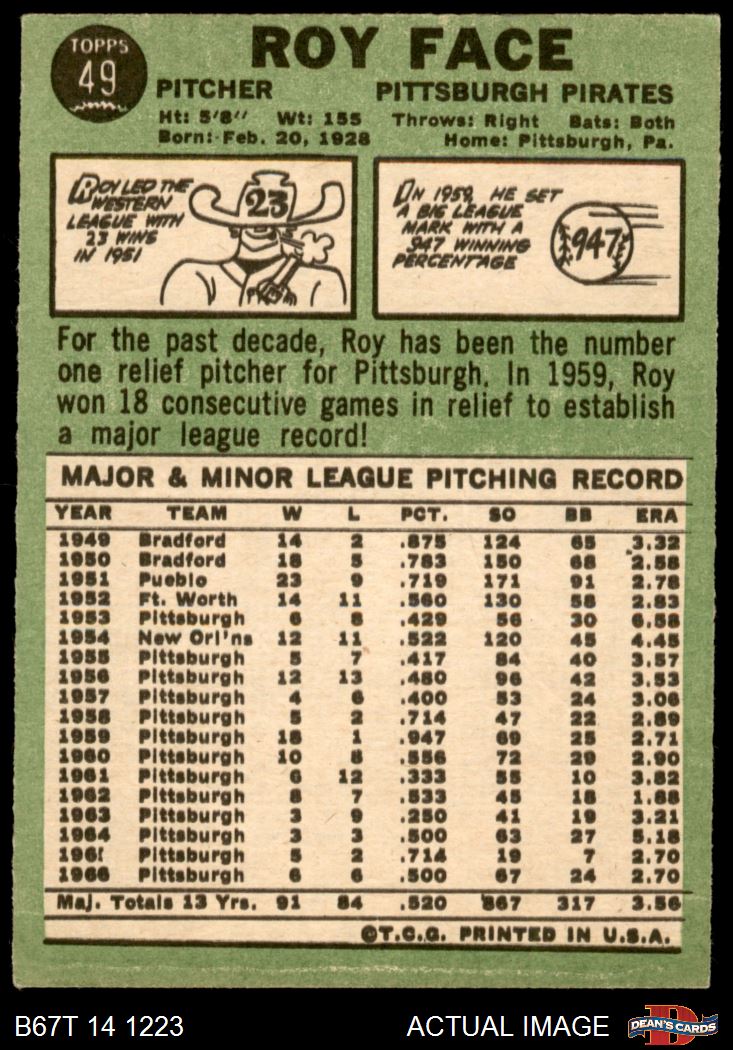 TOPPS
49
ROY FACE
PITCHER PITTSBURGH PIRATES
Ht: 5'8" Wt: 155 Throws: Right Bats: Both
Born: Feb. 20, 1928 Home: Pittsburgh, Pa.
ROY LED THE
WESTERN
LEAGUE WITH
23 WINS
IN 1951
23
IN 1959, HE SET
A BIG LEAGUE
MARK WITH A
.947 WINNING
PERCENTAGE
.947
For the past decade, Roy has been the number
one relief pitcher for Pittsburgh. In 1959, Roy
won 18 consecutive games in relief to establish
a major league record!
MAJOR & MINOR LEAGUE PITCHING RECORD
YEAR TEAM W L PCT. SO BB ERA
1949 Bradford 14 2 .875 124 65 3.32
1950 Bradford 18 5 .783 150 68 2.58
1951 Pueblo 23 9 .719 171 91 2.78
1952 Ft. Worth 14 11 .560 130 58 2.83
1953 Pittsburgh 6 8 .429 56 30 6.58
1954 New Orl'ns 12 11 .522 120 45 4.45
1955 Pittsburgh 5 7 .417 84 40 3.57
1956 Pittsburgh 12 13 .480 96 42 3.53
1957 Pittsburgh 4 6 .400 53 24 3.06
1958 Pittsburgh 5 2 .714 47 22 2.89
1959 Pittsburgh 18 1 .947 69 25 2.71
1960 Pittsburgh 10 8 .556 72 29 2.90
1961 Pittsburgh 6 12 .333 55 10 3.82
1962 Pittsburgh 8 7 .533 45 18 1.88
1963 Pittsburgh 3 9 .250 41 19 3.21
1964 Pittsburgh 3 3 .500 63 27 5.18
Pittsburgh 5 2 .714 19 7 2.70
1966 Pittsburgh 6 6 .500 67 24 2.70
Maj. Totals 13 Yrs. 91 84 .520 867 317 3.56
©T.C.G. PRINTED IN U.S.A.
B67T 14 1223 ACTUAL IMAGE D DEAN'S CARDS